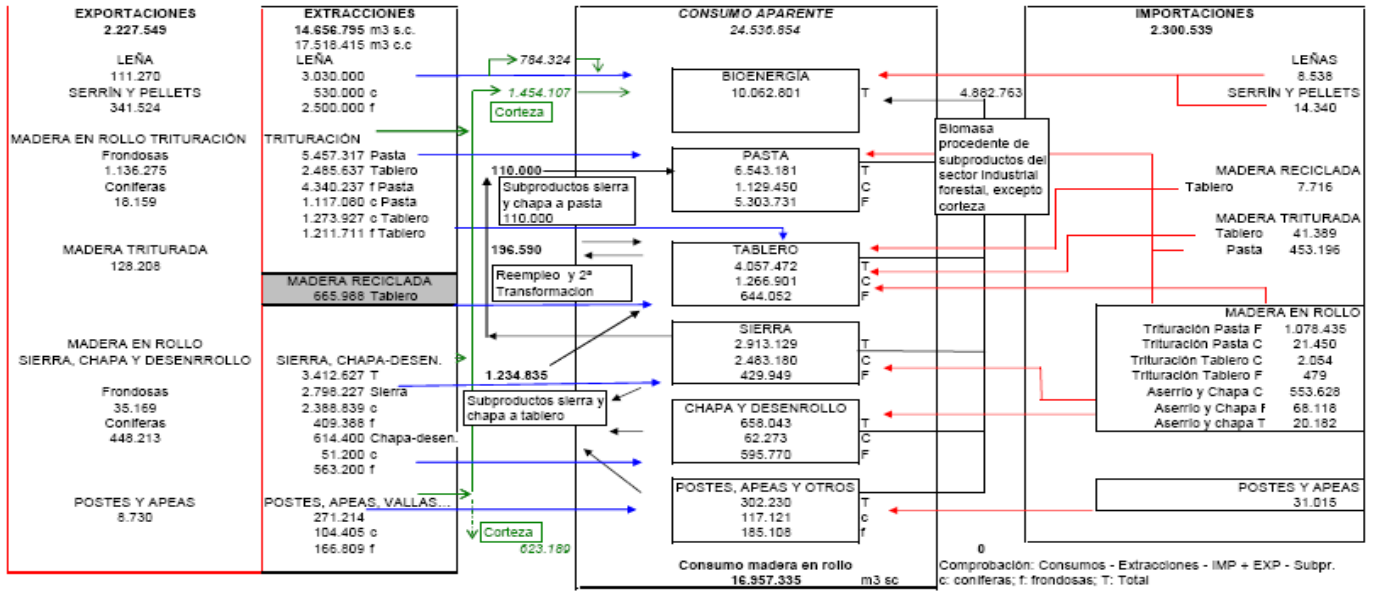 EXPORTACIONES
2.227.549
LEÑA
111.270
SERRÍN Y PELLETS
341.524
MADERA EN ROLLO TRITURACIÓN
Frondosas
1.136.275
Coníferas
18.159
MADERA TRITURADA
128.208
MADERA EN ROLLO
SIERRA, CHAPA Y DESENRROLLO
Frondosas
35.169
Coniferas
448.213
POSTES Y APEAS
8.730
EXTRACCIONES
14.656.795 m3 s.c.
17.518.415 m3 c.c
LEÑA
3.030.000
530.000 c
2.500.000 f
TRITURACIÓN
5.457.317 Pasta
2.485.637 Tablero
4.340.237 f Pasta
1.117.080 c Pasta
1.273.927 c Tablero
1.211.711 f Tablero
MADERA RECICLADA
665.988 Tablero
SIERRA, CHAPA-DESEN.
3.412.627 T
2.798.227 Sierra
2.388.839 c
409.388 f
614.400 Chapa-desen.
51.200 c
563.200 f
POSTES, APEAS, VALLAS...
271.214
104.405 c
166.809 f
784.324
1.454.107
Corteza
110.000
Subproductos sierra
y chapa a pasta
110.000
196.590
Reempleo y 2ª
Transformacion
1.234.835
Subproductos sierra y
chapa a tablero
Corteza
623.189
CONSUMO APARENTE
24.536.854
BIOENERGÍA
10.062.801 T
PASTA
6.543.181 T
1.129.450 C
5.303.731 F
TABLERO
4.057.472 T
1.266.901 C
644.052 F
SIERRA
2.913.129 T
2.483.180 C
429.949 F
CHAPA Y DESENROLLO
658.043 T
62.273 C
595.770 F
POSTES, APEAS Y OTROS
302.230 T
117.121 c
185.108 f
Consumo madera en rollo
16.957.335 m3 sc
4.882.763
Biomasa
procedente de
subproductos del
sector Industrial
forestal, excepto
corteza
IMPORTACIONES
2.300.539
LEÑAS
8.538
SERRÍN Y PELLETS
14.340
MADERA RECICLADA
Tablero 7.716
MADERA TRITURADA
Tablero 41.389
Pasta 453.196
MADERA EN ROLLO
Trituración Pasta F 1.078.435
Trituración Pasta C 21.450
Trituración Tablero C 2.054
Trituración Tablero F 479
Aserrio y Chapa C 553.628
Aserrio y Chapa F 68.118
Aserrio y chapa T 20.182
POSTES Y APEAS
31.015
0
Comprobación: Consumos - Extracciones - IMP + EXP - Subpr.
c: coníferas; f: frondosas; T: Total